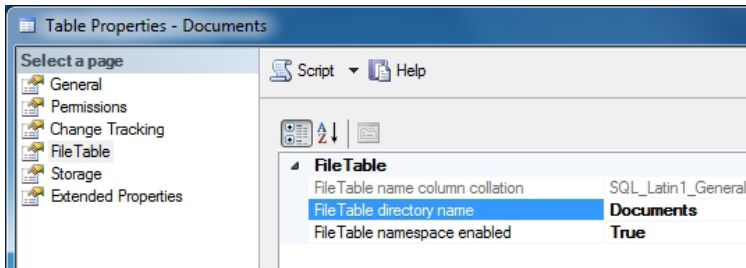 Table Properties - Documents
Select a page
General
Permissions
Change Tracking
FileTable
Storage
Extended Properties
Script
Help
FileTable
FileTable name column collation SQL_Latin1_General
FileTable directory name Documents
FileTable namespace enabled True